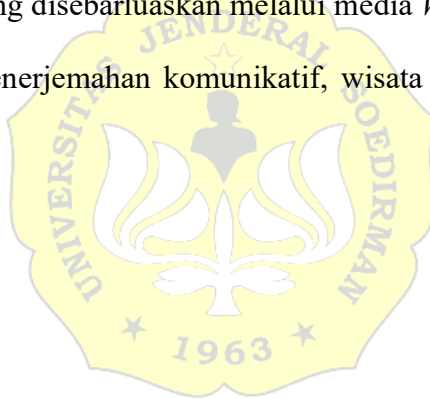 ng disebarluaskan melalui media
enerjemahan komunikatif, wisata
UNIVERSITAS JENDERAL SOEDIRMAN
1963